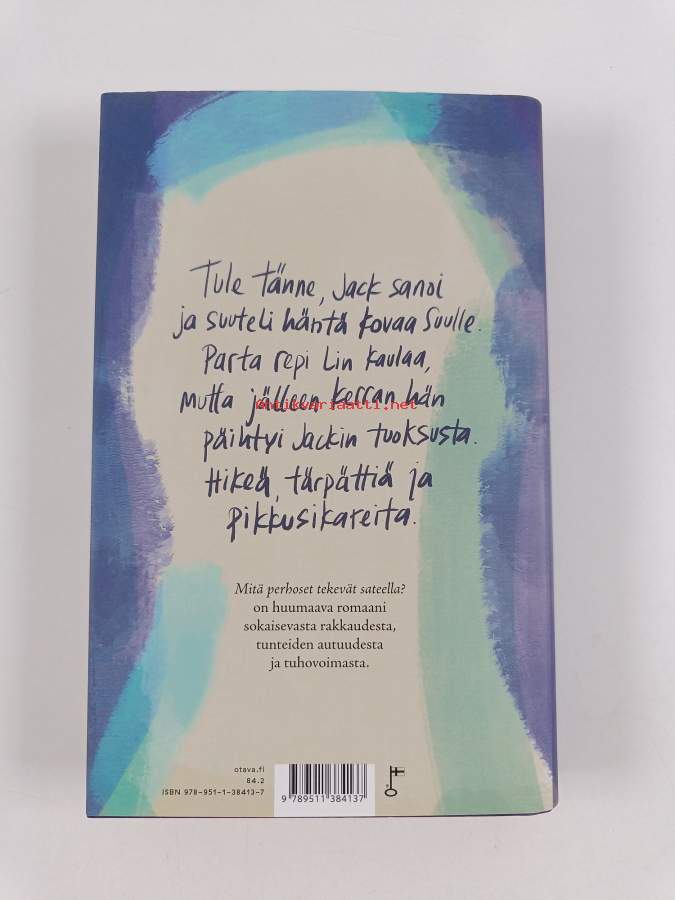 Tule tänne, Jack sanoi
ja suuteli häntä kovaa suulle.
Parta repi Lin kaulaa,
mutta jälleen kerran hän
antikvariaatti.net
päihtyi Jackin tuoksusta.
Hikeä, tärpättiä ja
pikkusikareita.
Mitä perhoset tekevät sateella?
on huumaava romaani
sokaisevasta rakkaudesta,
tunteiden autuudesta
ja tuhovoimasta.
otava.fi
84.2
ISBN 978-951-1-38413-7
9 789511 384137